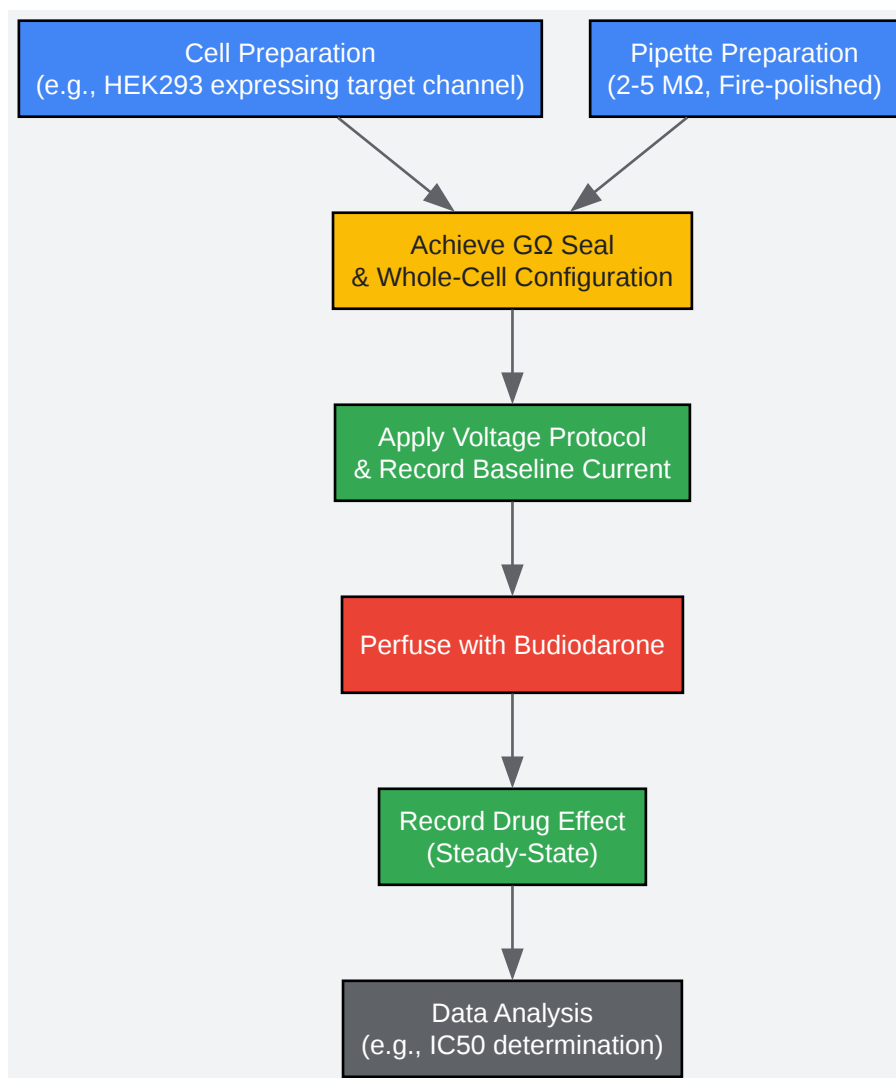 Cell Preparation
(e.g., HEK293 expressing target channel)
Pipette Preparation
(2-5 MΩ, Fire-polished)
Achieve GΩ Seal
& Whole-Cell Configuration
Apply Voltage Protocol
& Record Baseline Current
Perfuse with Budiodarone
Record Drug Effect
(Steady-State)
Data Analysis
(e.g., IC50 determination)